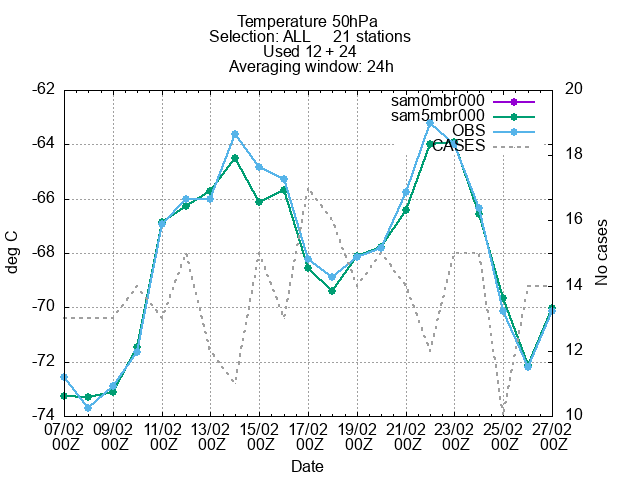 Temperature 50hPa
Selection: ALL 21 stations
Used 12 + 24
Averaging window: 24h
-62
-64
-66
-68
-70
-72
-74
deg C
20
18
16
14
12
10
No cases
sam0mbr000
sam5mbr000
OBS
CASES
07/02 09/02 11/02 13/02 15/02 17/02 19/02 21/02 23/02 25/02 27/02
00Z 00Z 00Z 00Z 00Z 00Z 00Z 00Z 00Z 00Z 00Z
Date